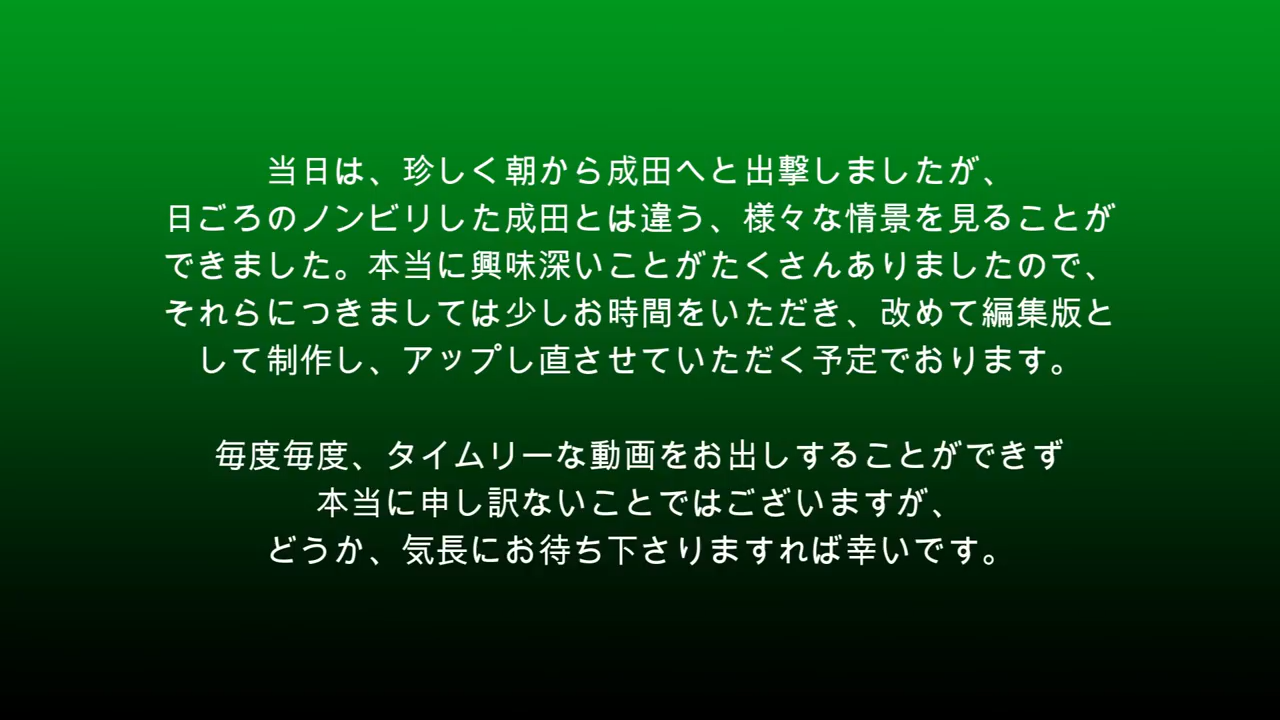 当日は、珍しく朝から成田へと出撃しましたが、
日ごろのノンビリした成田とは違う、様々な情景を見ることが
できました。本当に興味深いことがたくさんありましたので、
それらにつきましては少しお時間をいただき、改めて編集版と
して制作し、アップし直させていただく予定でおります。
毎度毎度、タイムリーな動画をお出しすることができず
本当に申し訳ないことではございますが、
どうか、気長にお待ち下さりますれば幸いです。